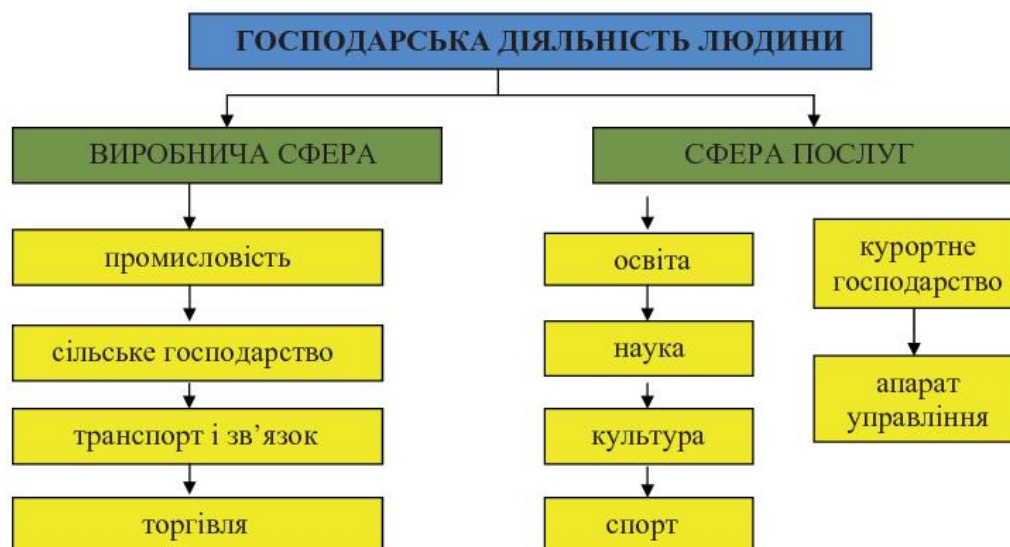 ГОСПОДАРСЬКА ДІЯЛЬНІСТЬ ЛЮДИНИ
ВИРОБНИЧА СФЕРА
промисловість
сільське господарство
транспорт і зв’язок
торгівля
СФЕРА ПОСЛУГ
освіта
наука
культура
спорт
курортне
господарство
апарат
управління